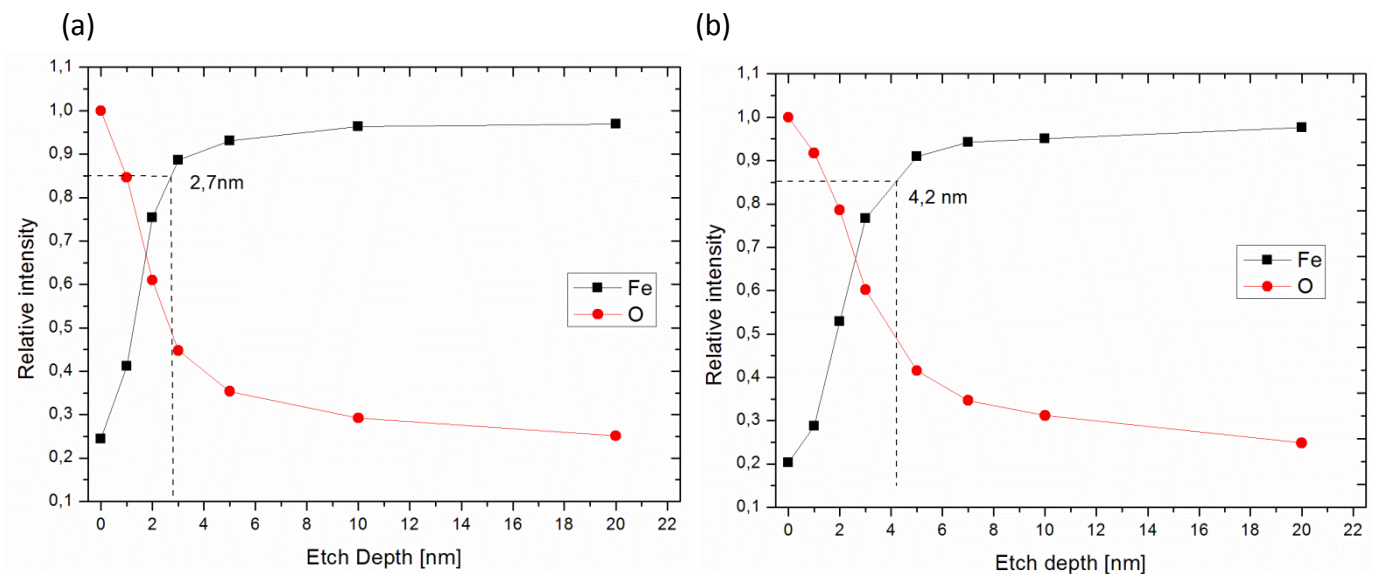 (a)
(b)
1,1
1,0
0,9
0,8
0,7
0,6
0,5
0,4
0,3
0,2
0,1
Relative intensity
2,7nm
Fe
O
0 2 4 6 8 10 12 14 16 18 20 22
Etch Depth [nm]
1,1
1,0
0,9
0,8
0,7
0,6
0,5
0,4
0,3
0,2
0,1
Relative intensity
4,2 nm
Fe
O
0 2 4 6 8 10 12 14 16 18 20 22
Etch depth [nm]